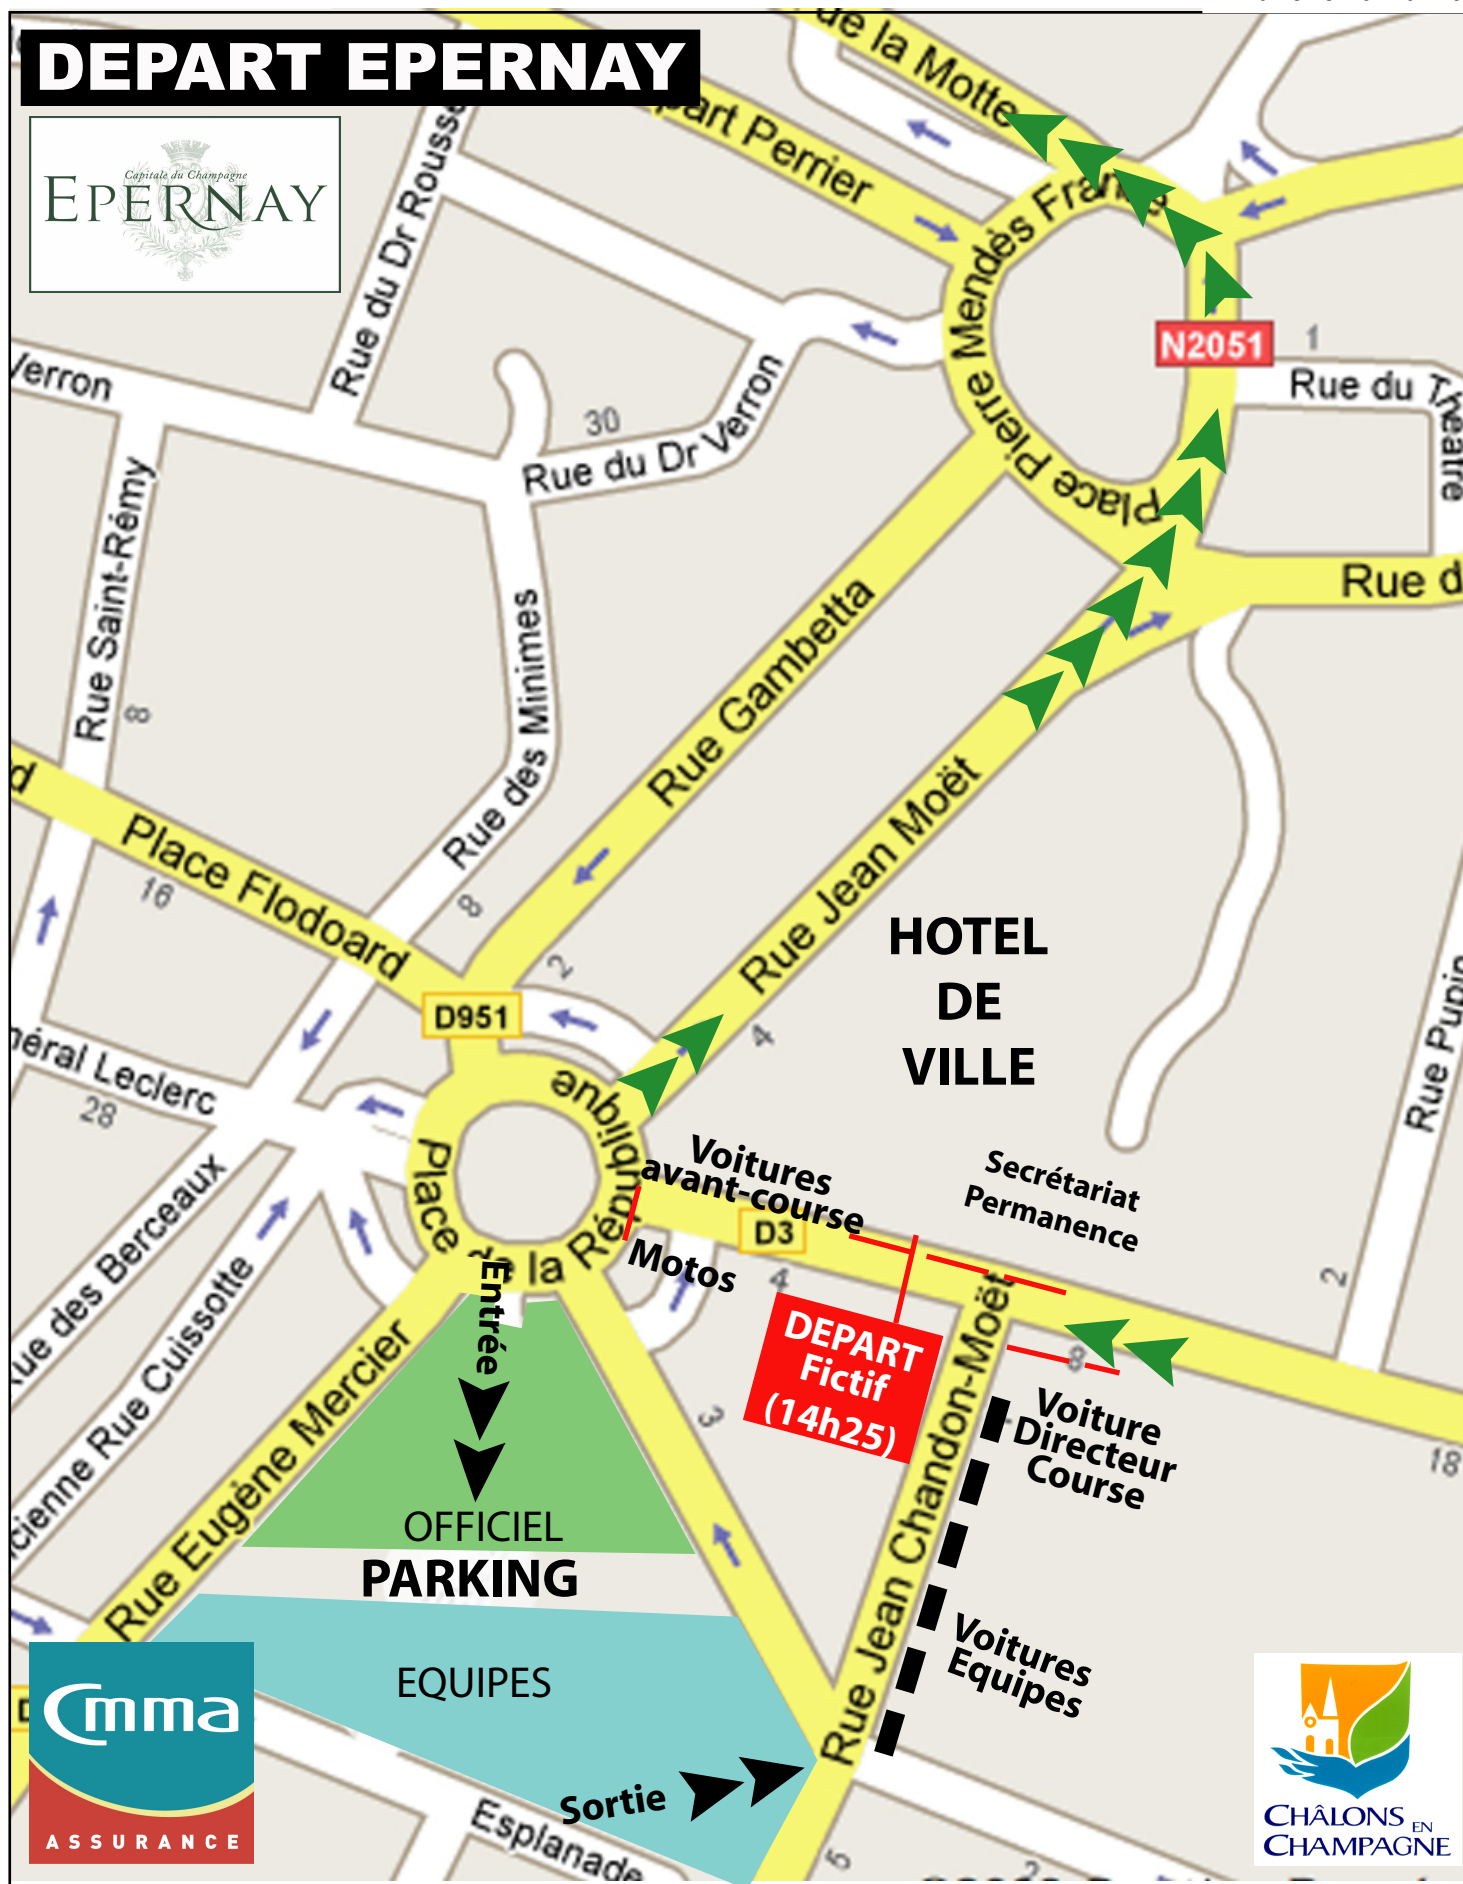 DEPART EPERNAY
Capitale du Champagne
EPERNAY
de la Motte
part Perrier
Rue du Dr Rousse
Place Pierre Mendès France
N2051
1
Rue du Théatre
Verron
30
Rue du Dr Verron
Rue Saint-Rémy
8
Rue des Minimes
8
Rue Gambetta
Rue d
Rue Jean Moët
d
Place Flodoard
16
2
D951
4
HOTEL
DE
VILLE
Rue Pupin
2
néral Leclerc
28
Place de la République
Voitures
avant-course
D3
4
Motos
Secrétariat
Permanence
Rue des Berceaux
cienne Rue Cuissotte
Rue Eugène Mercier
Entrée
DEPART
Fictif
(14h25)
8
18
3
Voiture
Directeur
Course
Rue Jean Chandon-Moët
OFFICIEL
PARKING
EQUIPES
Voitures
Equipes
Sortie
Esplanade
5
2
D
mma
ASSURANCE
CHÂLONS EN
CHAMPAGNE